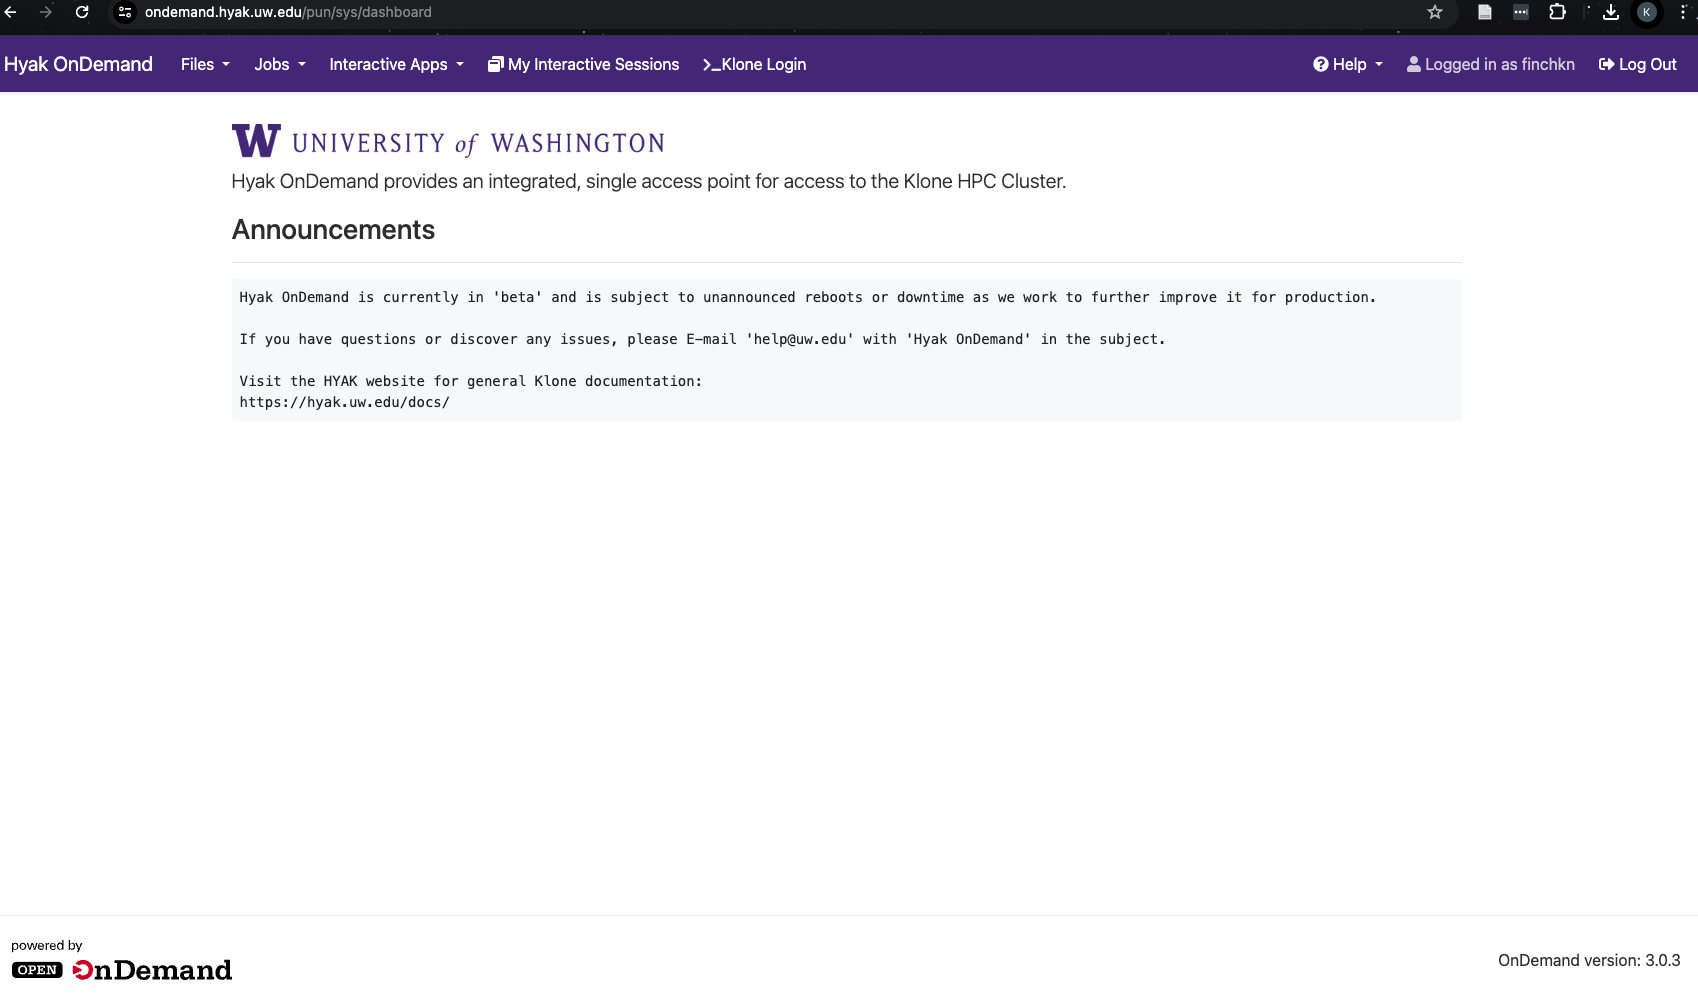 ondemand.hyak.uw.edu/pun/sys/dashboard
K
Hyak OnDemand Files Jobs Interactive Apps My Interactive Sessions >_Klone Login Help Logged in as finchkn Log Out
W UNIVERSITY of WASHINGTON
Hyak OnDemand provides an integrated, single access point for access to the Klone HPC Cluster.
Announcements
Hyak OnDemand is currently in 'beta' and is subject to unannounced reboots or downtime as we work to further improve it for production.
If you have questions or discover any issues, please E-mail 'help@uw.edu' with 'Hyak OnDemand' in the subject.
Visit the HYAK website for general Klone documentation:
https://hyak.uw.edu/docs/
powered by
OPEN OnDemand
OnDemand version: 3.0.3